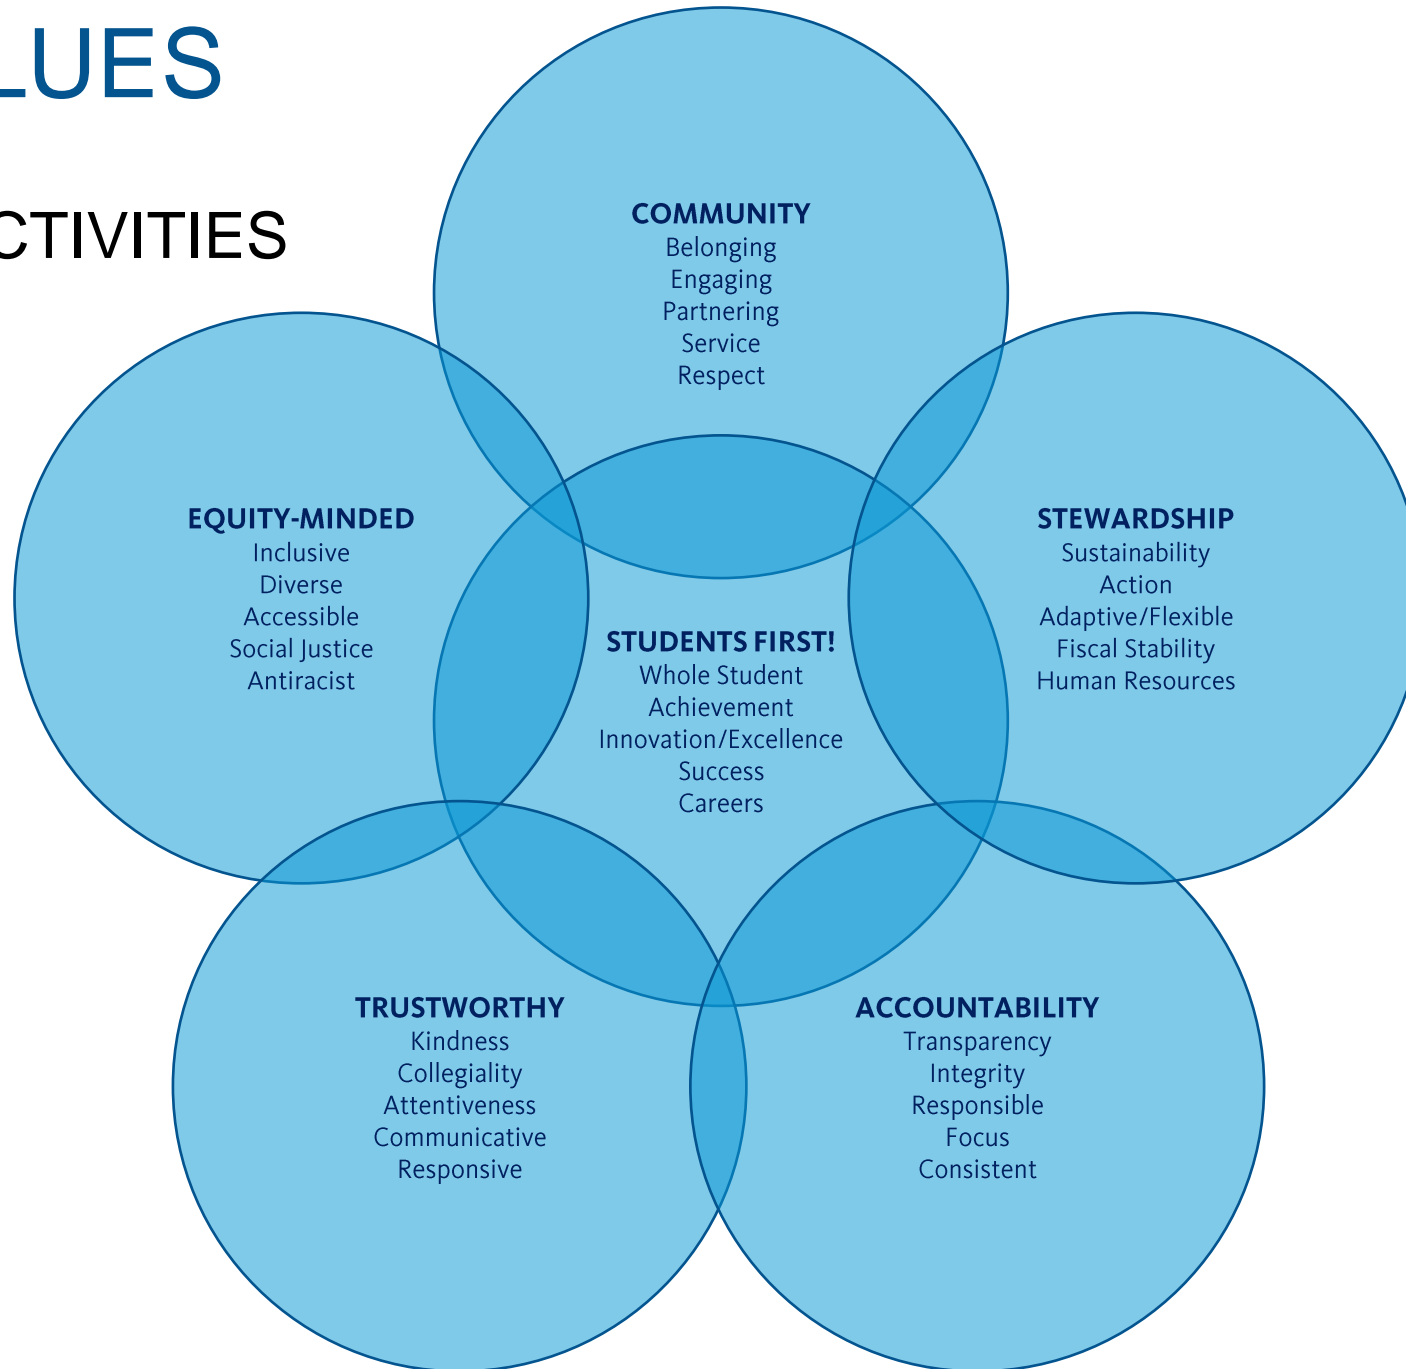 LUES
CTIVITIES
COMMUNITY
Belonging
Engaging
Partnering
Service
Respect
EQUITY-MINDED
Inclusive
Diverse
Accessible
Social Justice
Antiracist
STEWARDSHIP
Sustainability
Action
Adaptive/Flexible
Fiscal Stability
Human Resources
STUDENTS FIRST!
Whole Student
Achievement
Innovation/Excellence
Success
Careers
TRUSTWORTHY
Kindness
Collegiality
Attentiveness
Communicative
Responsive
ACCOUNTABILITY
Transparency
Integrity
Responsible
Focus
Consistent